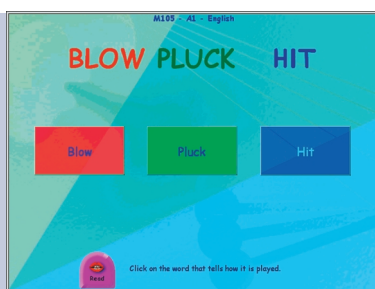 M105 - A1 - English
BLOW PLUCK HIT
Blow Pluck Hit
Click on the word that tells how it is played.
Read